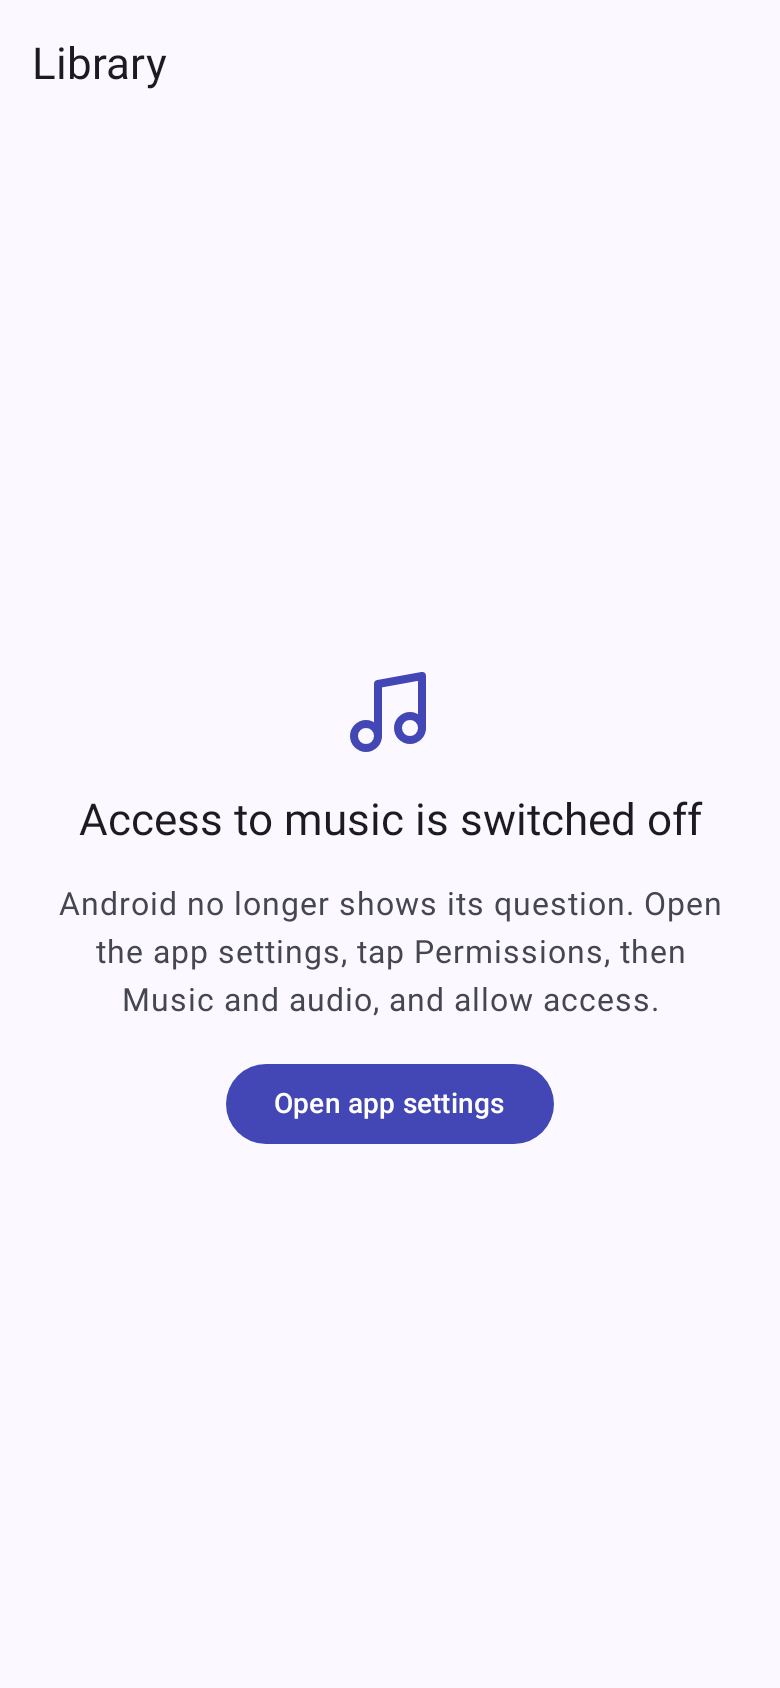 Library
Access to music is switched off
Android no longer shows its question. Open
the app settings, tap Permissions, then
Music and audio, and allow access.
Open app settings